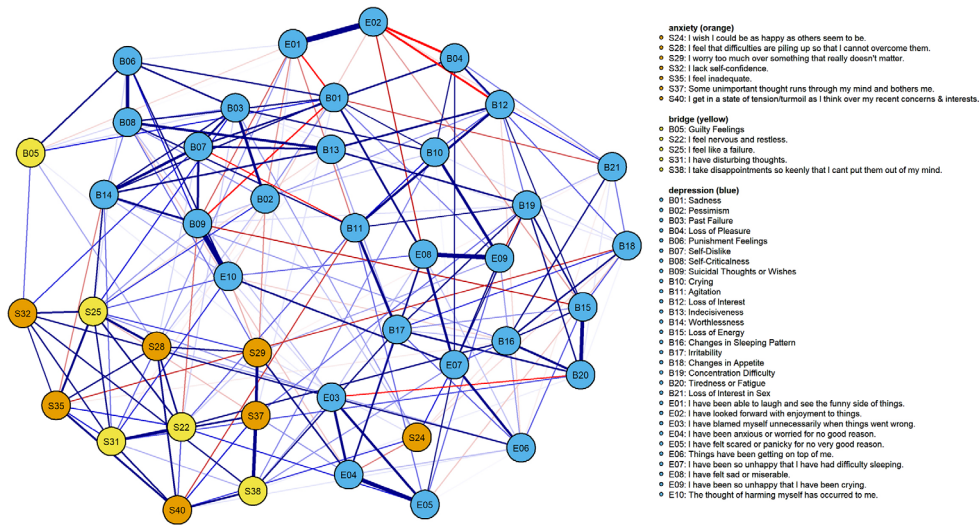 E02
E01
B04
B06
B03
B01
B12
B08
B07
B13
B10
B05
B21
B14
B02
B19
B09
B11
B18
E08
E09
E10
B15
S32
S25
B17
B16
S28
S29
E07
B20
E03
S35
S37
S22
S24
S31
E06
E04
S38
E05
S40
anxiety (orange)
S24: I wish I could be as happy as others seem to be.
S28: I feel that difficulties are piling up so that I cannot overcome them.
S29: I worry too much over something that really doesn't matter.
S32: I lack self-confidence.
S35: I feel inadequate.
S37: Some unimportant thought runs through my mind and bothers me.
S40: I get in a state of tension/turmoil as I think over my recent concerns & interests.
bridge (yellow)
B05: Guilty Feelings
S22: I feel nervous and restless.
S25: I feel like a failure.
S31: I have disturbing thoughts.
S38: I take disappointments so keenly that I cant put them out of my mind.
depression (blue)
B01: Sadness
B02: Pessimism
B03: Past Failure
B04: Loss of Pleasure
B06: Punishment Feelings
B07: Self-Dislike
B08: Self-Criticalness
B09: Suicidal Thoughts or Wishes
B10: Crying
B11: Agitation
B12: Loss of Interest
B13: Indecisiveness
B14: Worthlessness
B15: Loss of Energy
B16: Changes in Sleeping Pattern
B17: Irritability
B18: Changes in Appetite
B19: Concentration Difficulty
B20: Tiredness or Fatigue
B21: Loss of Interest in Sex
E01: I have been able to laugh and see the funny side of things.
E02: I have looked forward with enjoyment to things.
E03: I have blamed myself unnecessarily when things went wrong.
E04: I have been anxious or worried for no good reason.
E05: I have felt scared or panicky for no very good reason.
E06: Things have been getting on top of me.
E07: I have been so unhappy that I have had difficulty sleeping.
E08: I have felt sad or miserable.
E09: I have been so unhappy that I have been crying.
E10: The thought of harming myself has occurred to me.